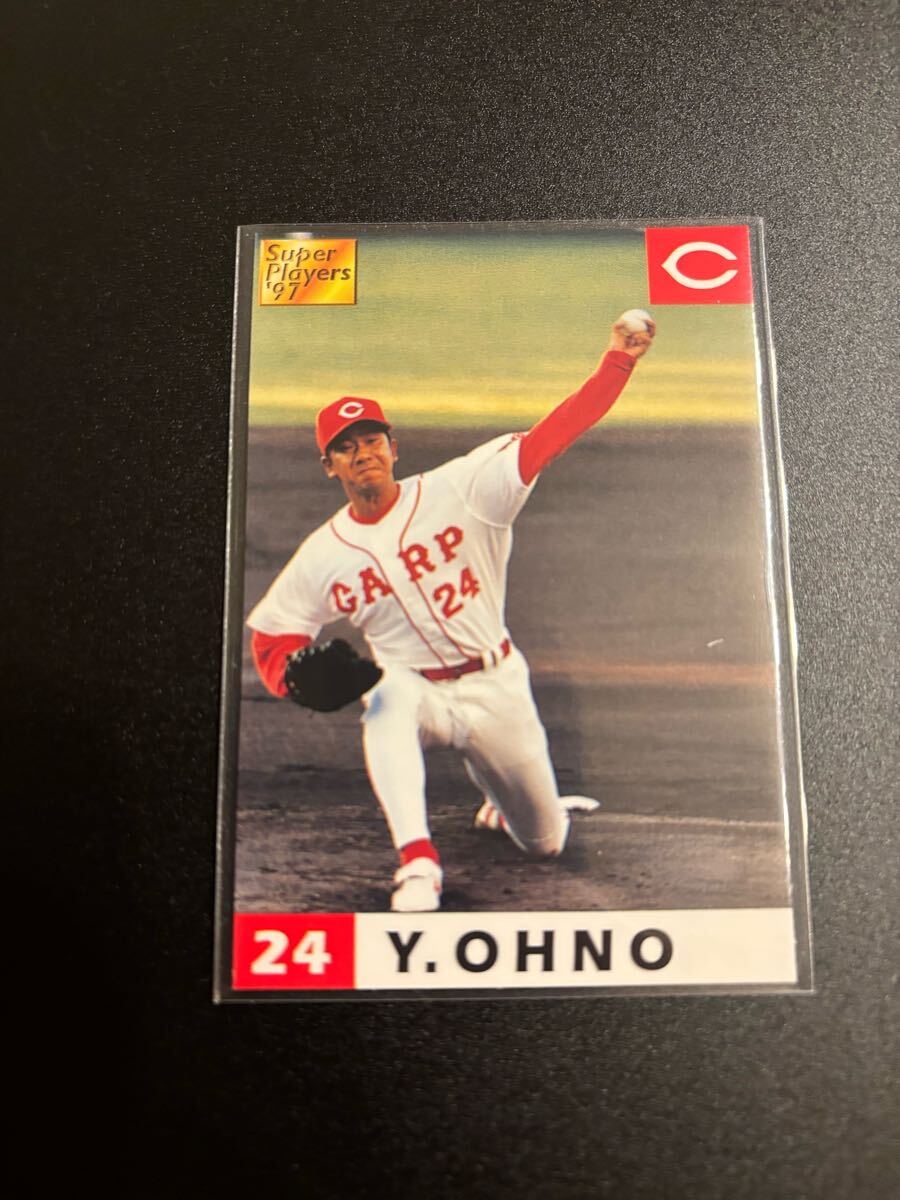 Super
Players
'97
C
C
CARP
24
24 Y. OHNO